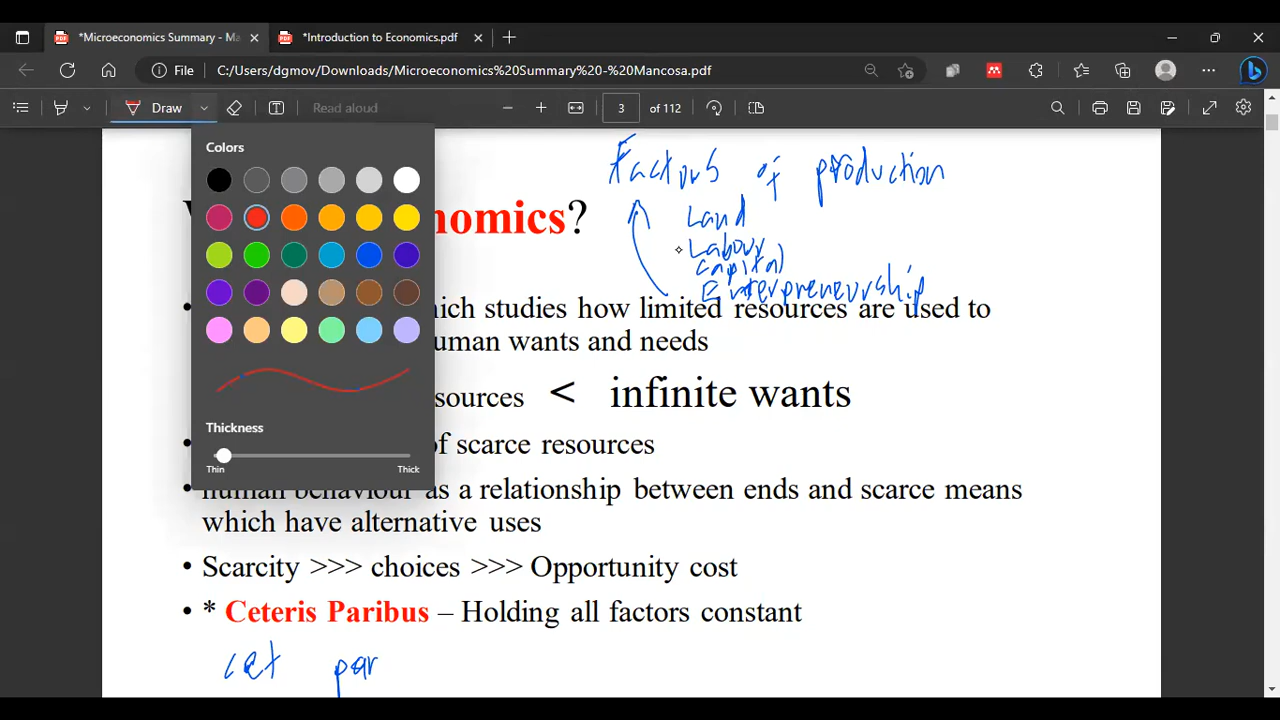 *Microeconomics Summary - Ma
*Introduction to Economics.pdf
File C:/Users/dgmov/Downloads/Microeconomics%20Summary%20-%20Mancosa.pdf
Draw Read aloud 3 of 112
Colors
Thickness
Thin Thick
Factors of production
Land
Labour
capital
Enterpreneurship
W nomics?
• hich studies how limited resources are used to
uman wants and needs
sources < infinite wants
• of scarce resources
• human behaviour as a relationship between ends and scarce means
which have alternative uses
• Scarcity >>> choices >>> Opportunity cost
• * Ceteris Paribus – Holding all factors constant
cet par